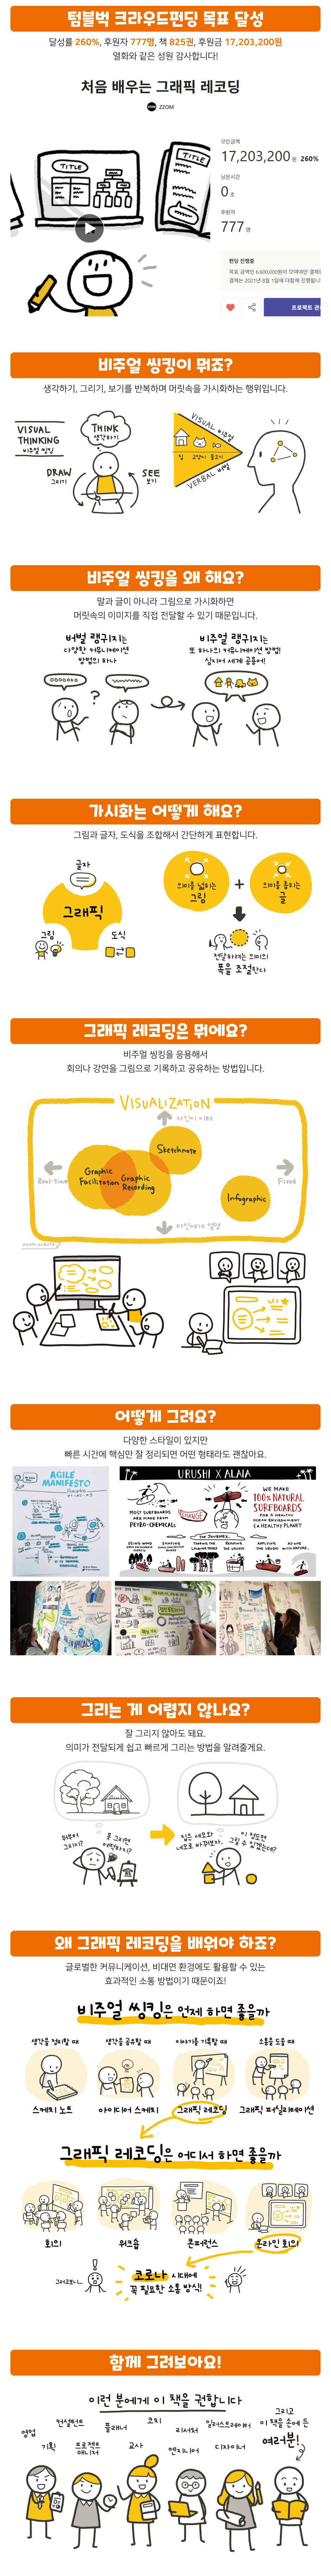 텀블벅 크라우드펀딩 목표 달성
달성률 260%, 후원자 777명, 책 825권, 후원금 17,203,200원
열화와 같은 성원 감사합니다!
처음 배우는 그래픽 레코딩
ZZOM
TITLE
TITLE
모인금액
17,203,200 원 260%
남은시간
0 초
후원자
777 명
펀딩 진행중
목표 금액인 6,600,000원이 모여야만 결제
결제는 2021년 8월 1일에 다함께 진행됩니
프로젝트 관
비주얼 씽킹이 뭐죠?
생각하기, 그리기, 보기를 반복하며 머릿속을 가시화하는 행위입니다.
VISUAL THINKING
비주얼 씽킹
THINK
생각하기
DRAW
그리기
SEE
보기
VISUAL 비주얼
집 고양이 물고기
VERBAL 버벌
비주얼 씽킹을 왜 해요?
말과 글이 아니라 그림으로 가시화하면
머릿속의 이미지를 직접 전달할 수 있기 때문입니다.
버벌 랭귀지는
다양한 커뮤니케이션
방법의 하나
비주얼 랭귀지는
또 하나의 커뮤니케이션 방법!
심지어 세계 공용어!
?
가시화는 어떻게 해요?
그림과 글자, 도식을 조합해서 간단하게 표현합니다.
글자
그래픽
그림
도식
의미를 넓히는
그림
+
의미를 좁히는
글
전달하려는 의미의
폭을 조절한다
그래픽 레코딩은 뭐에요?
비주얼 씽킹을 응용해서
회의나 강연을 그림으로 기록하고 공유하는 방법입니다.
VISUALIZATION
자신이 이해
Sketchnote
Real-time
Graphic Facilitation
Graphic Recording
Fixed
Infographic
타인에게 설명
어떻게 그려요?
다양한 스타일이 있지만
빠른 시간에 핵심만 잘 정리되면 어떤 형태라도 괜찮아요.
AGILE MANIFESTO
URUSHI X ALAIA
MOST SURFBOARDS
ARE MADE FROM
PETRO-CHEMICALS
CHANGE
WE MAKE
100% NATURAL
SURFBOARDS
FOR A HEALTHY
OCEAN ENVIRONMENT
& A HEALTHY PLANET
THE JOURNEY
그리는 게 어렵지 않나요?
잘 그리지 않아도 돼요.
의미가 전달되게 쉽고 빠르게 그리는 방법을 알려줄게요.
뭐부터
그리지?
못 그리면
어떡하지?
집은 세모와
네모로 바꿔보자.
이 정도면
그릴 수 있겠는데?
왜 그래픽 레코딩을 배워야 하죠?
글로벌한 커뮤니케이션, 비대면 환경에도 활용할 수 있는
효과적인 소통 방법이기 때문이죠!
비주얼 씽킹은 언제 하면 좋을까
생각을 정리할 때
생각을 공유할 때
이야기를 기록할 때
소통을 도울 때
스케치 노트
아이디어 스케치
그래픽 레코딩
그래픽 퍼실리테이션
그래픽 레코딩은 어디서 하면 좋을까
회의
워크숍
콘퍼런스
온라인 회의
그러고보니...
!
코로나 시대에
꼭 필요한 소통 방식!
함께 그려보아요!
이런 분에게 이 책을 권합니다
영업
컨설턴트
기획
플래너
프로젝트
매니저
코치
교사
리서처
엔지니어
일러스트레이터
디자이너
그리고
이 책을 손에 든
여러분!